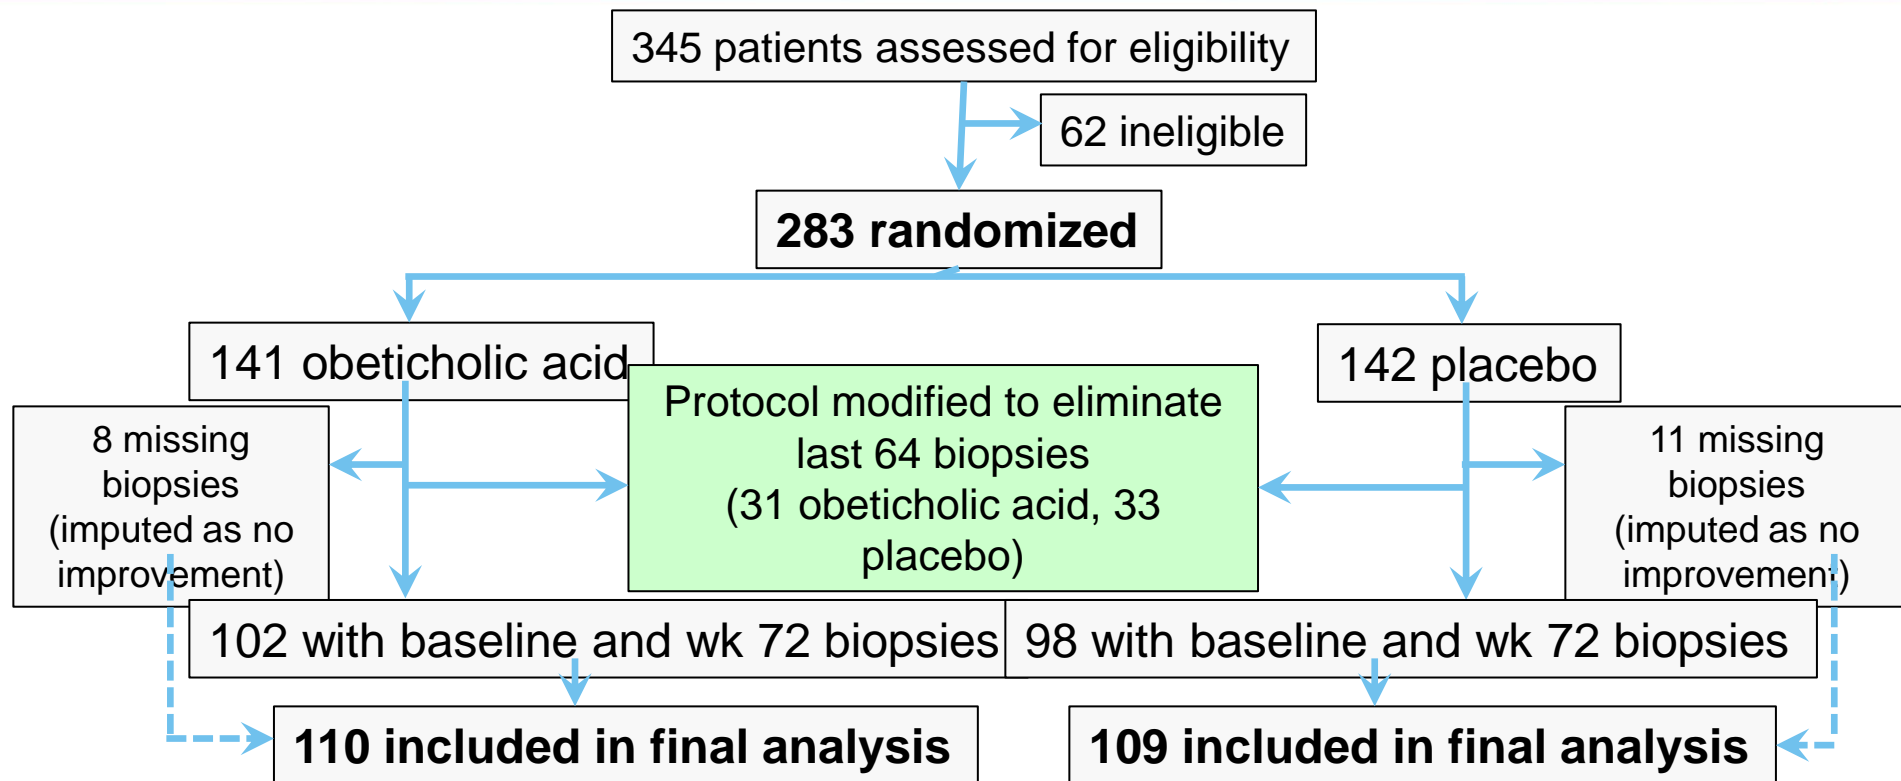 345 patients assessed for eligibility
62 ineligible
283 randomized
141 obeticholic acid
142 placebo
Protocol modified to eliminate
last 64 biopsies
(31 obeticholic acid, 33
placebo)
8 missing
biopsies
(imputed as no
improvement)
11 missing
biopsies
(imputed as no
improvement)
102 with baseline and wk 72 biopsies
98 with baseline and wk 72 biopsies
110 included in final analysis
109 included in final analysis